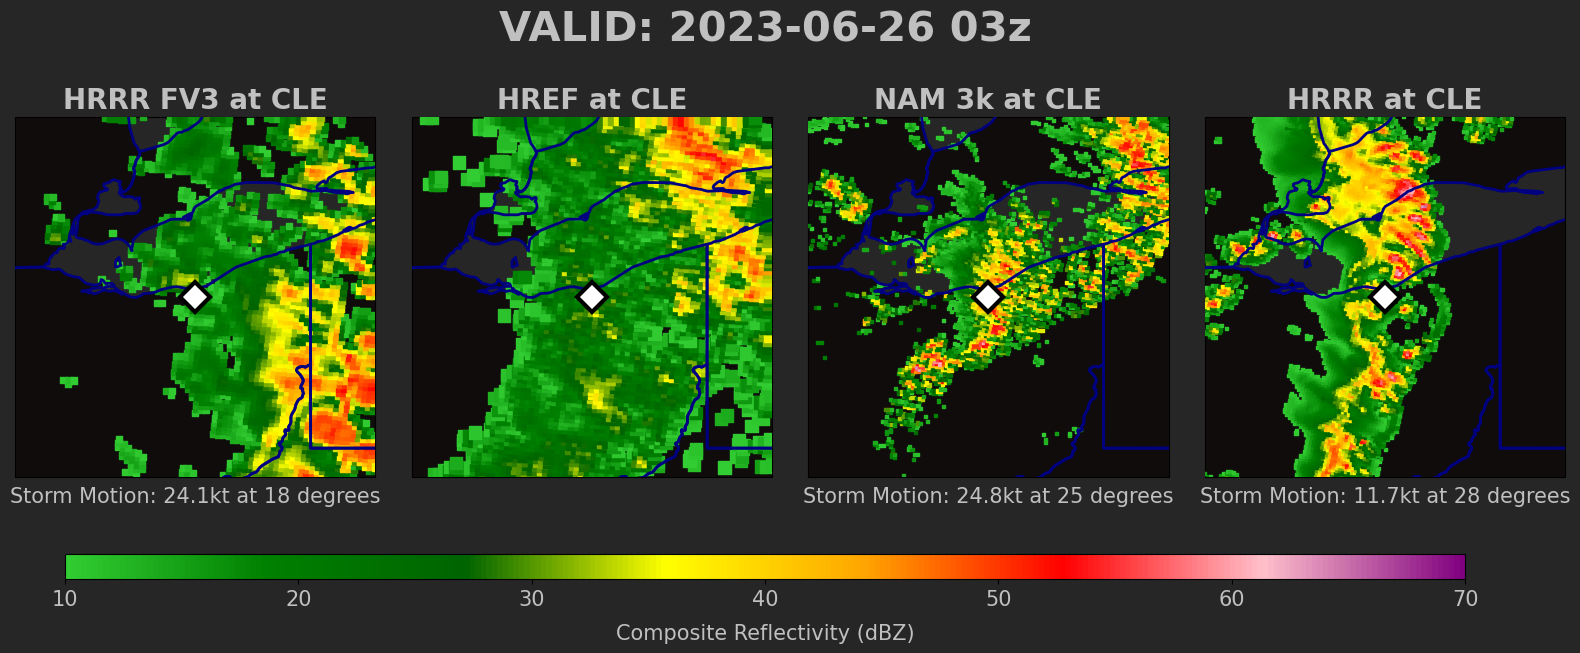 VALID: 2023-06-26 03z
HRRR FV3 at CLE
HREF at CLE
NAM 3k at CLE
HRRR at CLE
Storm Motion: 24.1kt at 18 degrees
Storm Motion: 24.8kt at 25 degrees
Storm Motion: 11.7kt at 28 degrees
10 20 30 40 50 60 70
Composite Reflectivity (dBZ)